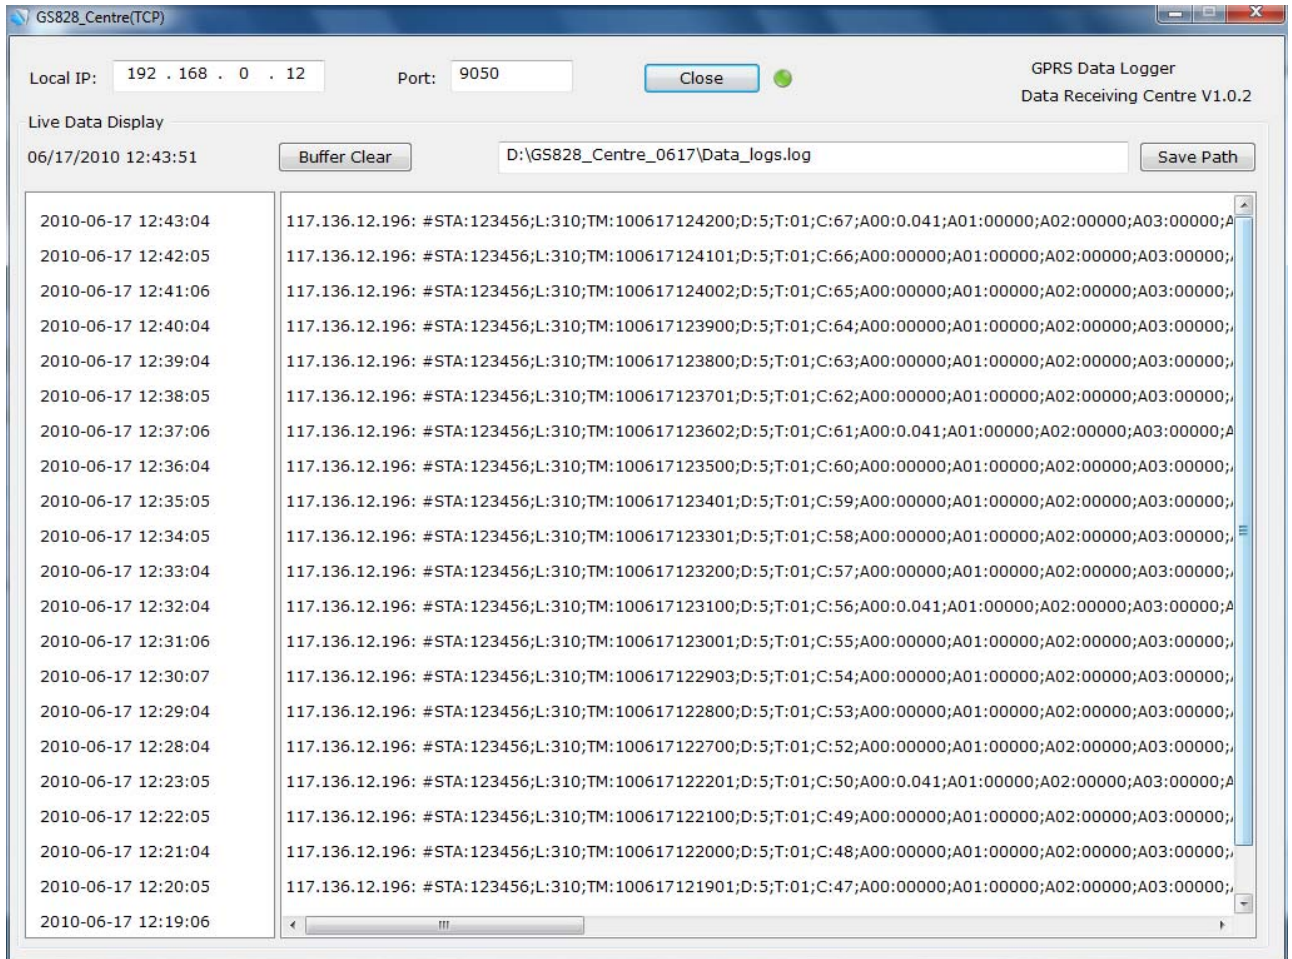 GS828_Centre(TCP)
Local IP: 192 . 168 . 0 . 12 Port: 9050 Close GPRS Data Logger
Data Receiving Centre V1.0.2
Live Data Display
06/17/2010 12:43:51 Buffer Clear D:\GS828_Centre_0617\Data_logs.log Save Path
2010-06-17 12:43:04 117.136.12.196: #STA:123456;L:310;TM:100617124200;D:5;T:01;C:67;A00:0.041;A01:00000;A02:00000;A03:00000;A
2010-06-17 12:42:05 117.136.12.196: #STA:123456;L:310;TM:100617124101;D:5;T:01;C:66;A00:00000;A01:00000;A02:00000;A03:00000;
2010-06-17 12:41:06 117.136.12.196: #STA:123456;L:310;TM:100617124002;D:5;T:01;C:65;A00:00000;A01:00000;A02:00000;A03:00000;
2010-06-17 12:40:04 117.136.12.196: #STA:123456;L:310;TM:100617123900;D:5;T:01;C:64;A00:00000;A01:00000;A02:00000;A03:00000;
2010-06-17 12:39:04 117.136.12.196: #STA:123456;L:310;TM:100617123800;D:5;T:01;C:63;A00:00000;A01:00000;A02:00000;A03:00000;
2010-06-17 12:38:05 117.136.12.196: #STA:123456;L:310;TM:100617123701;D:5;T:01;C:62;A00:00000;A01:00000;A02:00000;A03:00000;
2010-06-17 12:37:06 117.136.12.196: #STA:123456;L:310;TM:100617123602;D:5;T:01;C:61;A00:0.041;A01:00000;A02:00000;A03:00000;A
2010-06-17 12:36:04 117.136.12.196: #STA:123456;L:310;TM:100617123500;D:5;T:01;C:60;A00:00000;A01:00000;A02:00000;A03:00000;
2010-06-17 12:35:05 117.136.12.196: #STA:123456;L:310;TM:100617123401;D:5;T:01;C:59;A00:00000;A01:00000;A02:00000;A03:00000;
2010-06-17 12:34:05 117.136.12.196: #STA:123456;L:310;TM:100617123301;D:5;T:01;C:58;A00:00000;A01:00000;A02:00000;A03:00000;
2010-06-17 12:33:04 117.136.12.196: #STA:123456;L:310;TM:100617123200;D:5;T:01;C:57;A00:00000;A01:00000;A02:00000;A03:00000;
2010-06-17 12:32:04 117.136.12.196: #STA:123456;L:310;TM:100617123100;D:5;T:01;C:56;A00:0.041;A01:00000;A02:00000;A03:00000;A
2010-06-17 12:31:06 117.136.12.196: #STA:123456;L:310;TM:100617123001;D:5;T:01;C:55;A00:00000;A01:00000;A02:00000;A03:00000;
2010-06-17 12:30:07 117.136.12.196: #STA:123456;L:310;TM:100617122903;D:5;T:01;C:54;A00:00000;A01:00000;A02:00000;A03:00000;
2010-06-17 12:29:04 117.136.12.196: #STA:123456;L:310;TM:100617122800;D:5;T:01;C:53;A00:00000;A01:00000;A02:00000;A03:00000;
2010-06-17 12:28:04 117.136.12.196: #STA:123456;L:310;TM:100617122700;D:5;T:01;C:52;A00:00000;A01:00000;A02:00000;A03:00000;
2010-06-17 12:23:05 117.136.12.196: #STA:123456;L:310;TM:100617122201;D:5;T:01;C:50;A00:0.041;A01:00000;A02:00000;A03:00000;A
2010-06-17 12:22:05 117.136.12.196: #STA:123456;L:310;TM:100617122100;D:5;T:01;C:49;A00:00000;A01:00000;A02:00000;A03:00000;
2010-06-17 12:21:04 117.136.12.196: #STA:123456;L:310;TM:100617122000;D:5;T:01;C:48;A00:00000;A01:00000;A02:00000;A03:00000;
2010-06-17 12:20:05 117.136.12.196: #STA:123456;L:310;TM:100617121901;D:5;T:01;C:47;A00:00000;A01:00000;A02:00000;A03:00000;
2010-06-17 12:19:06